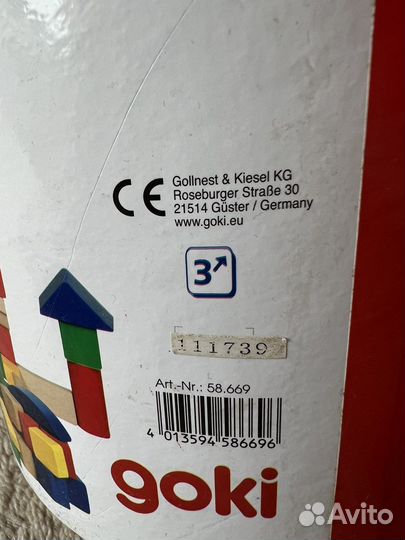 CE
Gollnest & Kiesel KG
Roseburger Straße 30
21514 Güster / Germany
www.goki.eu
3
111739
Art.-Nr.: 58.669
4 013594 586696
goki
Avito